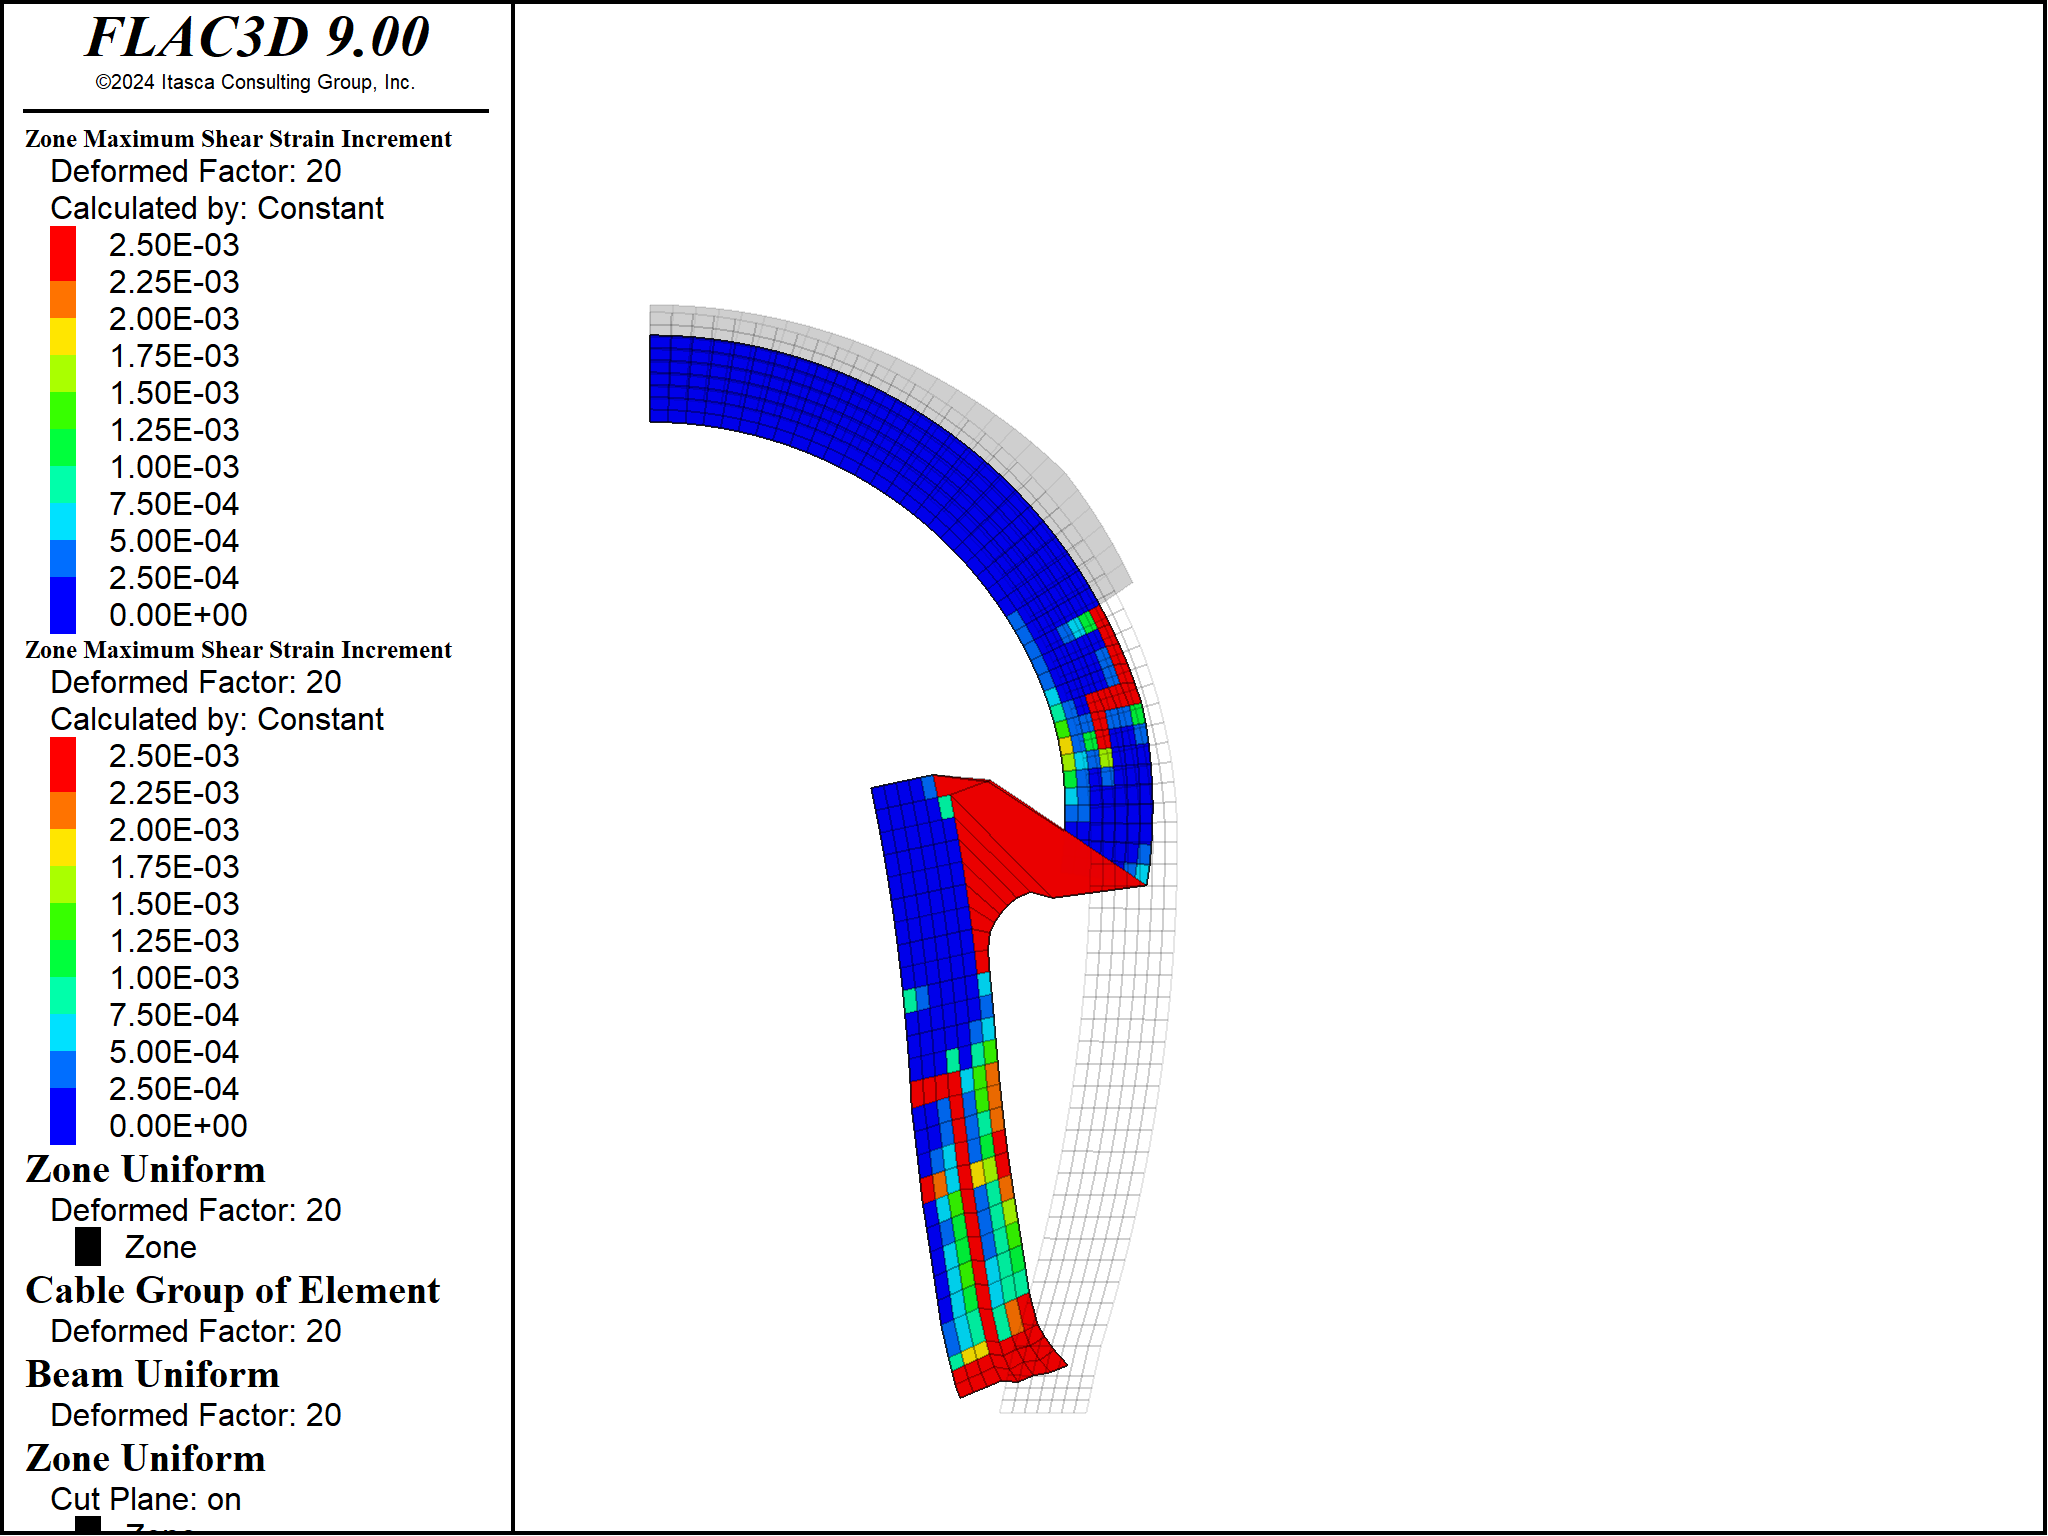 FLAC3D 9.00
©2024 Itasca Consulting Group, Inc.
Zone Maximum Shear Strain Increment
Deformed Factor: 20
Calculated by: Constant
2.50E-03
2.25E-03
2.00E-03
1.75E-03
1.50E-03
1.25E-03
1.00E-03
7.50E-04
5.00E-04
2.50E-04
0.00E+00
Zone Maximum Shear Strain Increment
Deformed Factor: 20
Calculated by: Constant
2.50E-03
2.25E-03
2.00E-03
1.75E-03
1.50E-03
1.25E-03
1.00E-03
7.50E-04
5.00E-04
2.50E-04
0.00E+00
Zone Uniform
Deformed Factor: 20
Zone
Cable Group of Element
Deformed Factor: 20
Beam Uniform
Deformed Factor: 20
Zone Uniform
Cut Plane: on